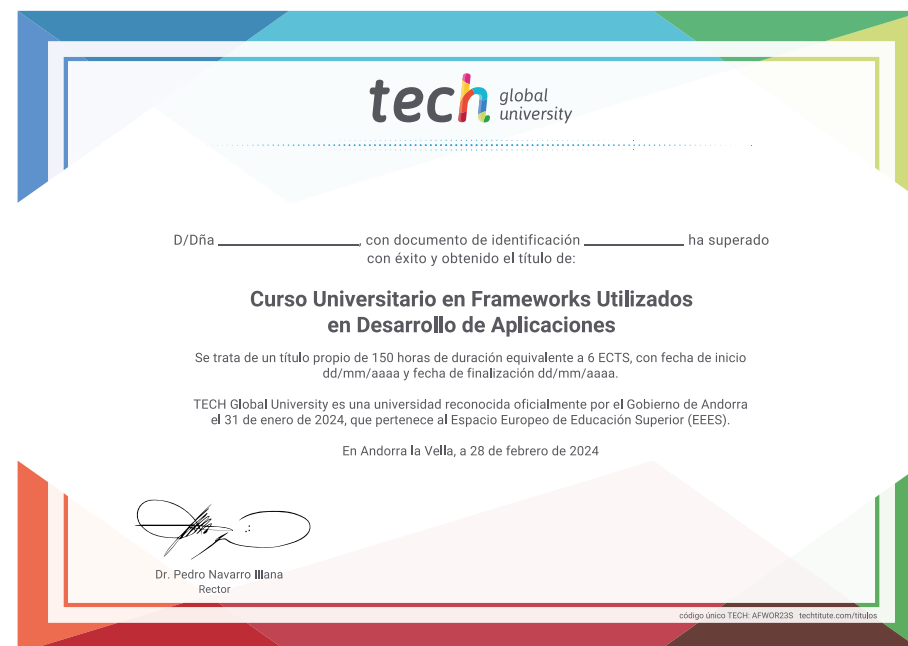 tech global university
D/Dña ____________________, con documento de identificación ______________ ha superado
con éxito y obtenido el título de:
Curso Universitario en Frameworks Utilizados
en Desarrollo de Aplicaciones
Se trata de un título propio de 150 horas de duración equivalente a 6 ECTS, con fecha de inicio
dd/mm/aaaa y fecha de finalización dd/mm/aaaa.
TECH Global University es una universidad reconocida oficialmente por el Gobierno de Andorra
el 31 de enero de 2024, que pertenece al Espacio Europeo de Educación Superior (EEES).
En Andorra la Vella, a 28 de febrero de 2024
Dr. Pedro Navarro Illana
Rector
código único TECH: AFWOR23S techtitute.com/titulos